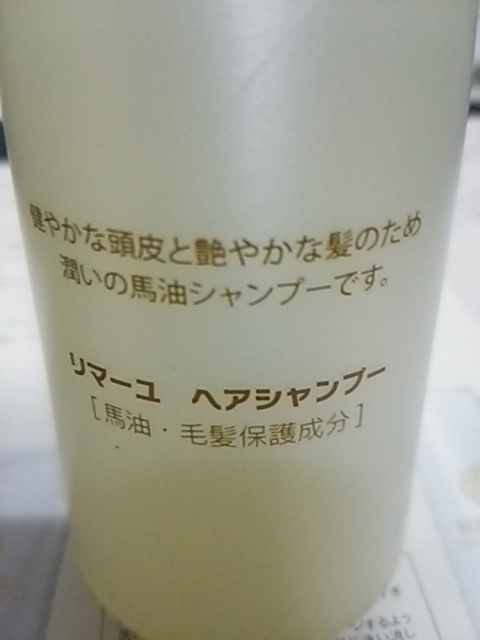 健やかな頭皮と艶やかな髪のため
潤いの馬油シャンプーです。
リマーユ ヘアシャンプー
[馬油・毛髪保護成分]